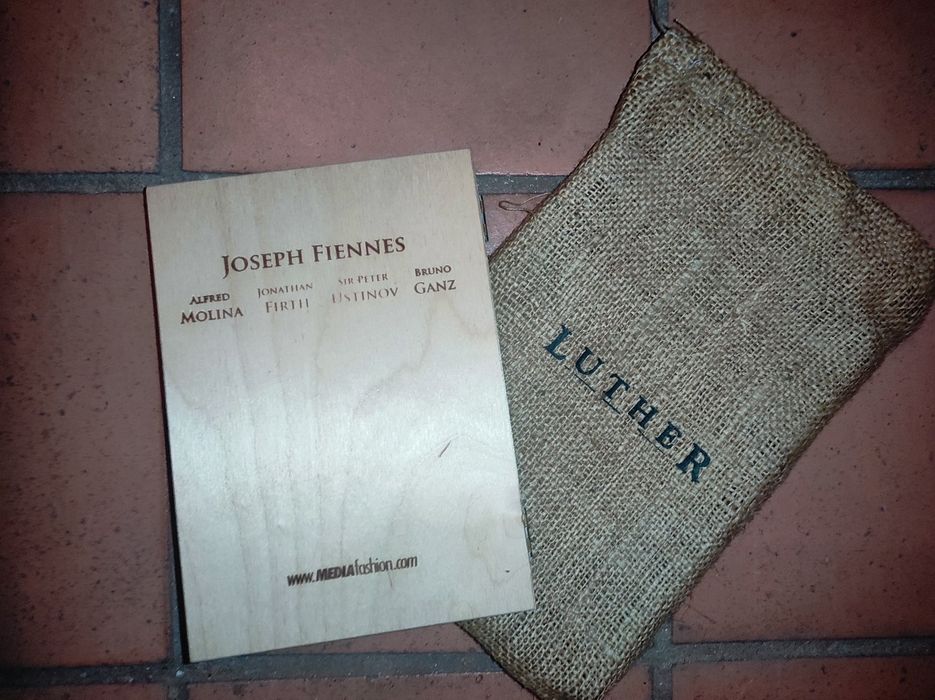 JOSEPH FIENNES
ALFRED MOLINA
JONATHAN FIRTH
SIR PETER USTINOV
BRUNO GANZ
www.MEDIAfashion.com
LUTHER